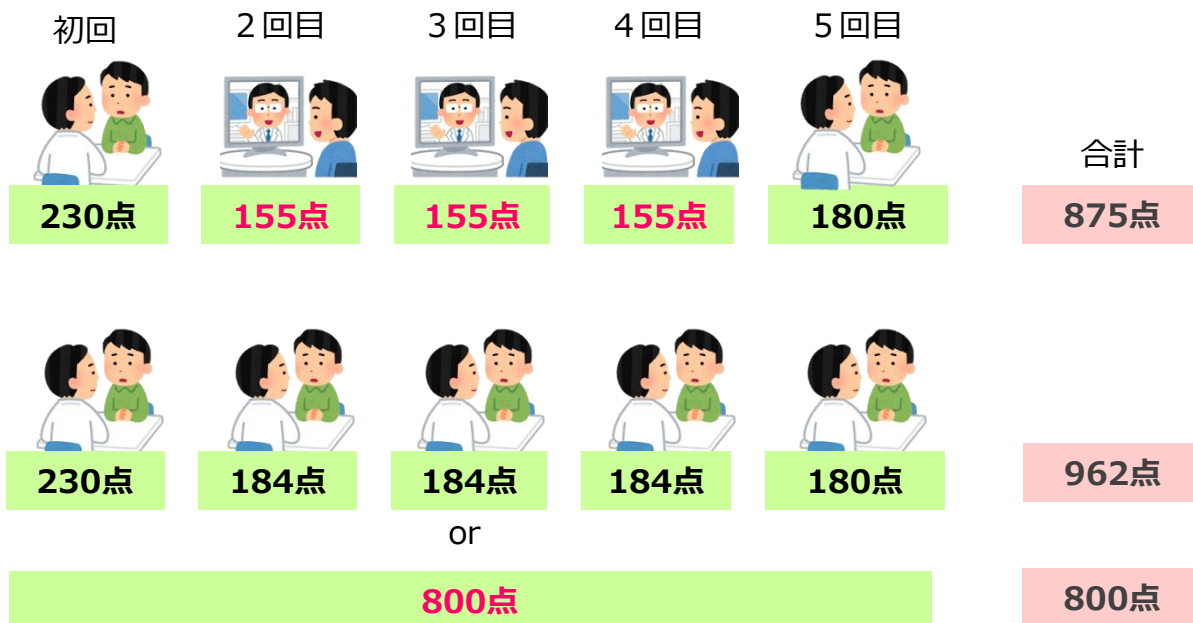 初回 ２回目 ３回目 ４回目 ５回目
合計
230点 155点 155点 155点 180点 875点
230点 184点 184点 184点 180点 962点
or
800点 800点